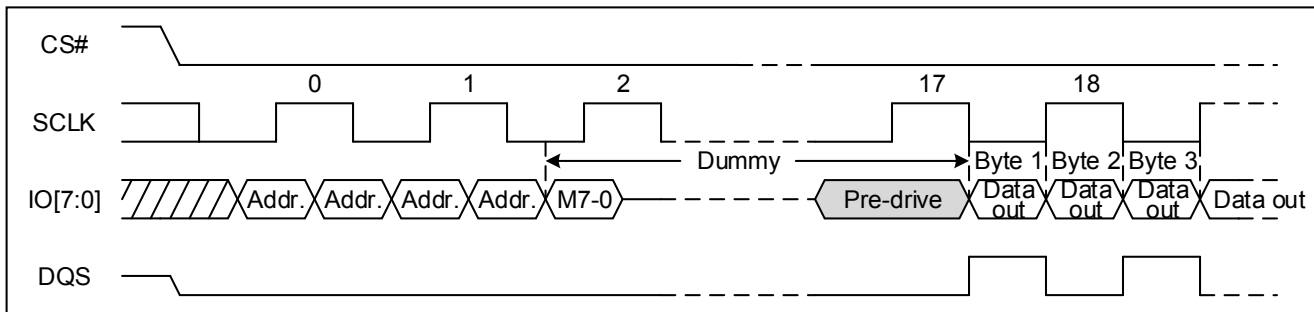 CS#
0 1 2 17 18
SCLK
Dummy Byte 1 Byte 2 Byte 3
IO[7:0] Addr. Addr. Addr. Addr. M7-0 Pre-drive Data out Data out Data out Data out
DQS